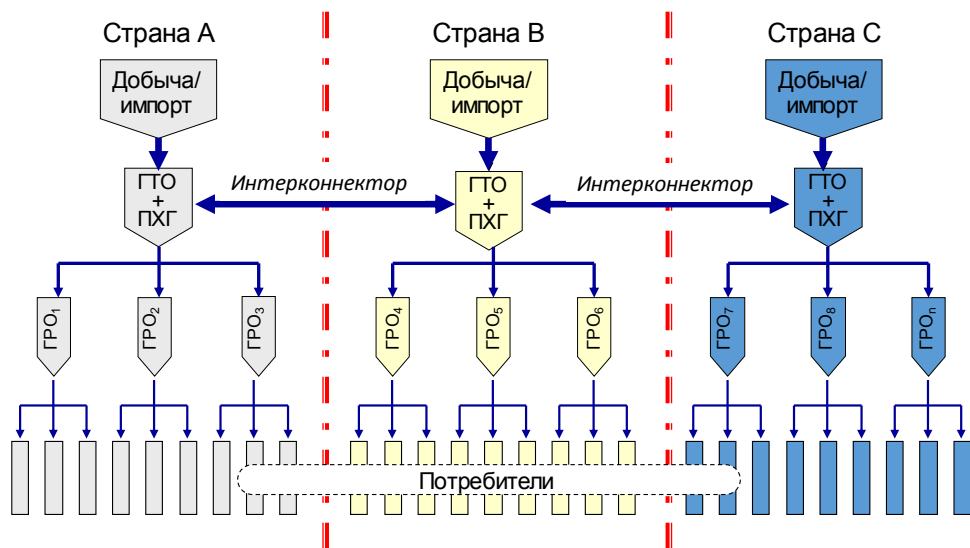 Страна А
Страна В
Страна С
Добыча/
импорт
Добыча/
импорт
Добыча/
импорт
ГТО
+
ПХГ
Интерконнектор
ГТО
+
ПХГ
Интерконнектор
ГТО
+
ПХГ
ГРО₁
ГРО₂
ГРО₃
ГРО₄
ГРО₅
ГРО₆
ГРО₇
ГРО₈
ГРОₙ
Потребители